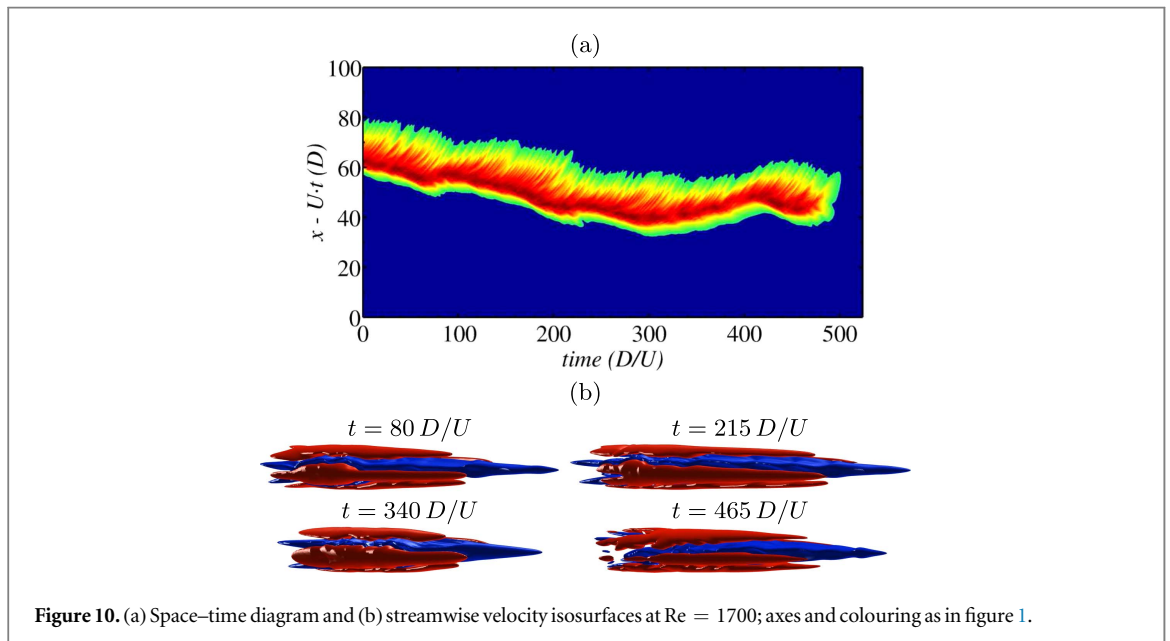 (a)
100
80
60
40
20
0
x - U·t (D)
0 100 200 300 400 500
time (D/U)
(b)
t = 80 D/U t = 215 D/U
t = 340 D/U t = 465 D/U
Figure 10. (a) Space–time diagram and (b) streamwise velocity isosurfaces at Re = 1700; axes and colouring as in figure 1.